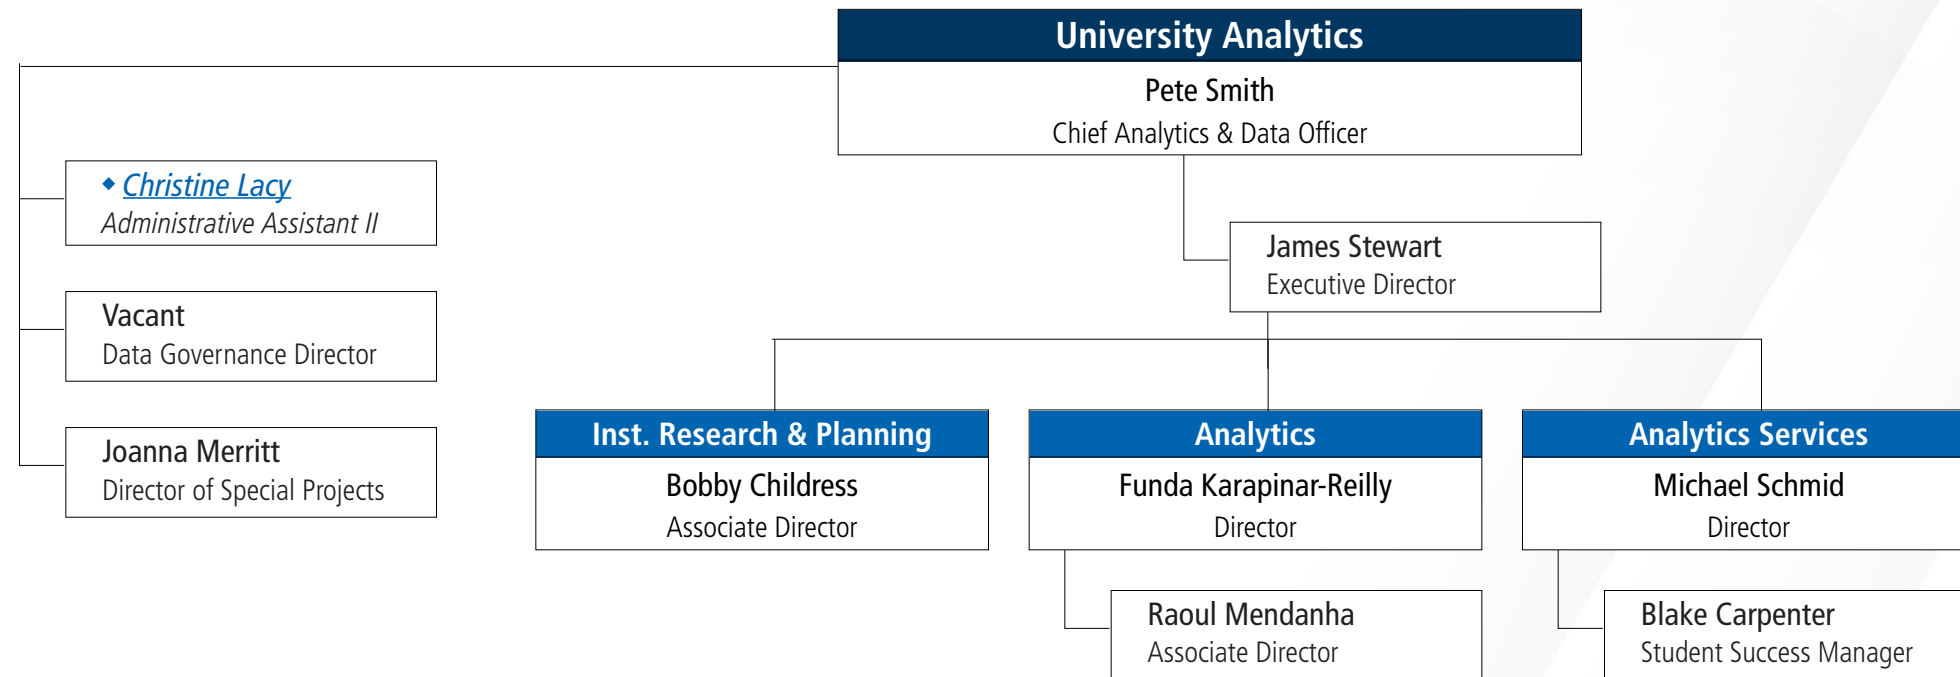 University Analytics
Pete Smith
Chief Analytics & Data Officer
◆ Christine Lacy
Administrative Assistant II
James Stewart
Executive Director
Vacant
Data Governance Director
Joanna Merritt
Director of Special Projects
Inst. Research & Planning
Bobby Childress
Associate Director
Analytics
Funda Karapinar-Reilly
Director
Analytics Services
Michael Schmid
Director
Raoul Mendanha
Associate Director
Blake Carpenter
Student Success Manager